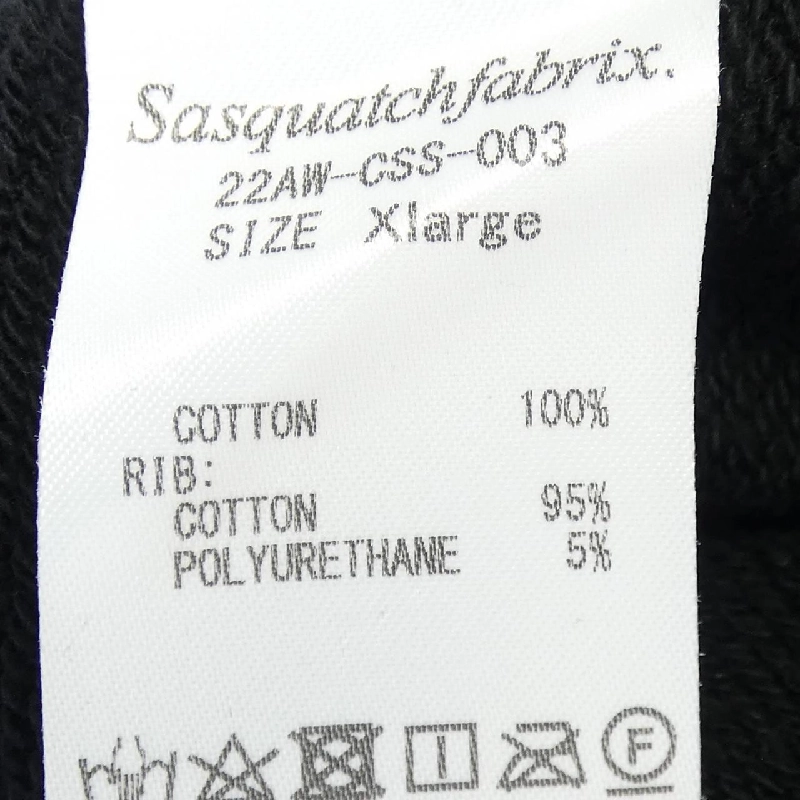 Sasquatchfabrix.
22AW-CSS-003
SIZE Xlarge
COTTON 100%
RIB:
COTTON 95%
POLYURETHANE 5%
F